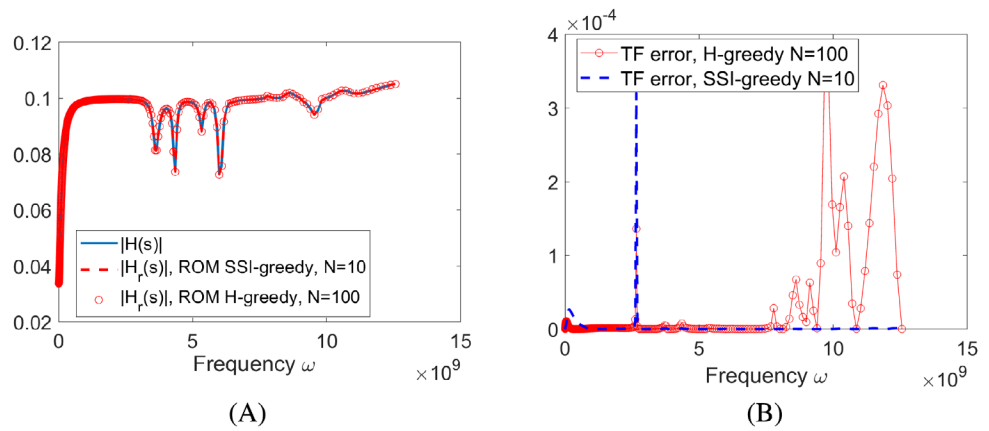 0.12
0.1
0.08
0.06
0.04
0.02
|H(s)|
|H_r(s)|, ROM SSI-greedy, N=10
|H_r(s)|, ROM H-greedy, N=100
0 5 10 15
Frequency ω
×10^9
(A)
×10^-4
4
3
2
1
0
TF error, H-greedy N=100
TF error, SSI-greedy N=10
0 5 10 15
Frequency ω
×10^9
(B)